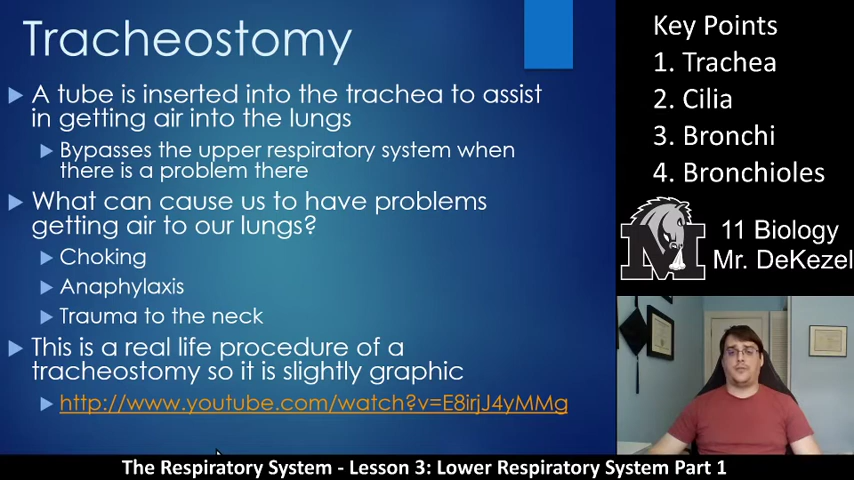 Tracheostomy
A tube is inserted into the trachea to assist
in getting air into the lungs
Bypasses the upper respiratory system when
there is a problem there
What can cause us to have problems
getting air to our lungs?
Choking
Anaphylaxis
Trauma to the neck
This is a real life procedure of a
tracheostomy so it is slightly graphic
http://www.youtube.com/watch?v=E8irjJ4yMMg
Key Points
1. Trachea
2. Cilia
3. Bronchi
4. Bronchioles
M
11 Biology
Mr. DeKezel
The Respiratory System - Lesson 3: Lower Respiratory System Part 1